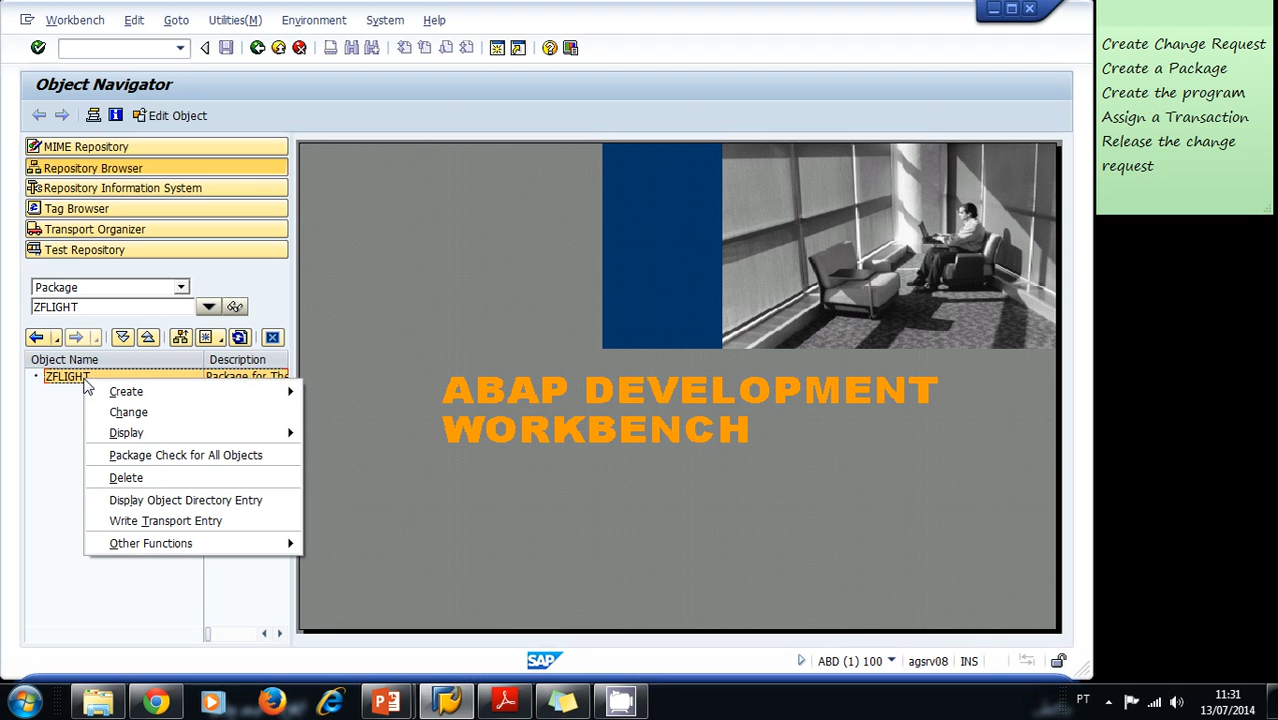 Workbench Edit Goto Utilities(M) Environment System Help
Object Navigator
Edit Object
MIME Repository
Repository Browser
Repository Information System
Tag Browser
Transport Organizer
Test Repository
Package
ZFLIGHT
Object Name Description
ZFLIGHT Package for The
Create
Change
Display
Package Check for All Objects
Delete
Display Object Directory Entry
Write Transport Entry
Other Functions
ABAP DEVELOPMENT
WORKBENCH
SAP
ABD (1) 100 agsrv08 INS
Create Change Request
Create a Package
Create the program
Assign a Transaction
Release the change
request
PT
11:31
13/07/2014